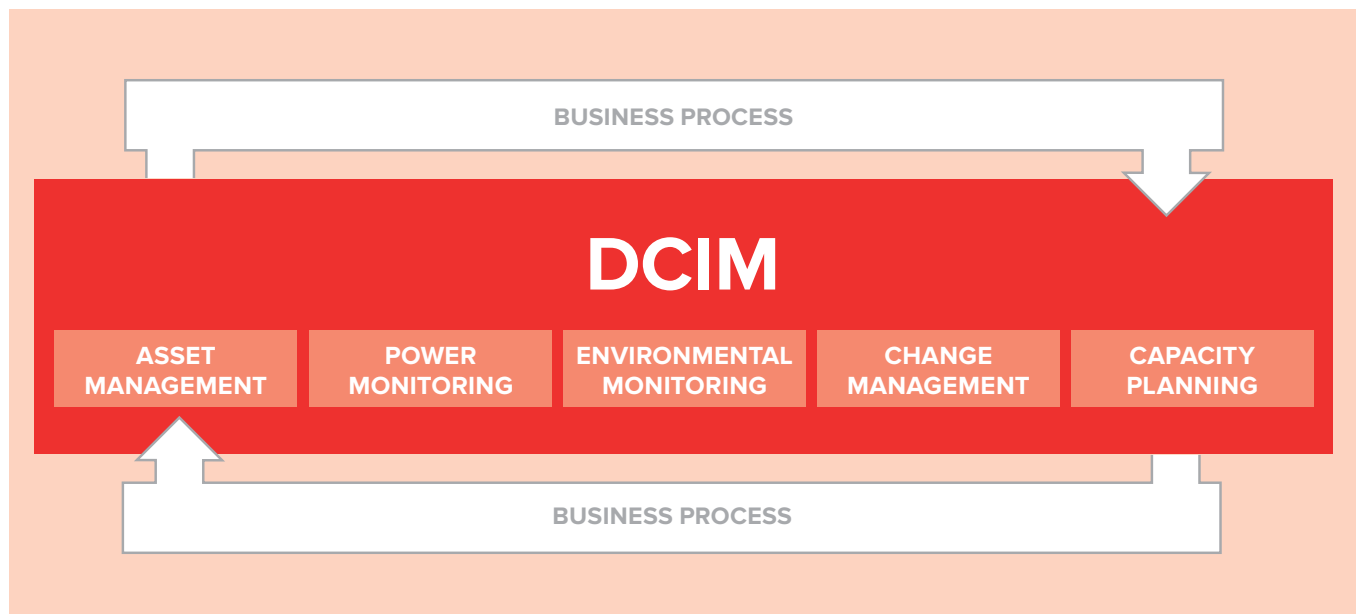 BUSINESS PROCESS
DCIM
ASSET
MANAGEMENT
POWER
MONITORING
ENVIRONMENTAL
MONITORING
CHANGE
MANAGEMENT
CAPACITY
PLANNING
BUSINESS PROCESS